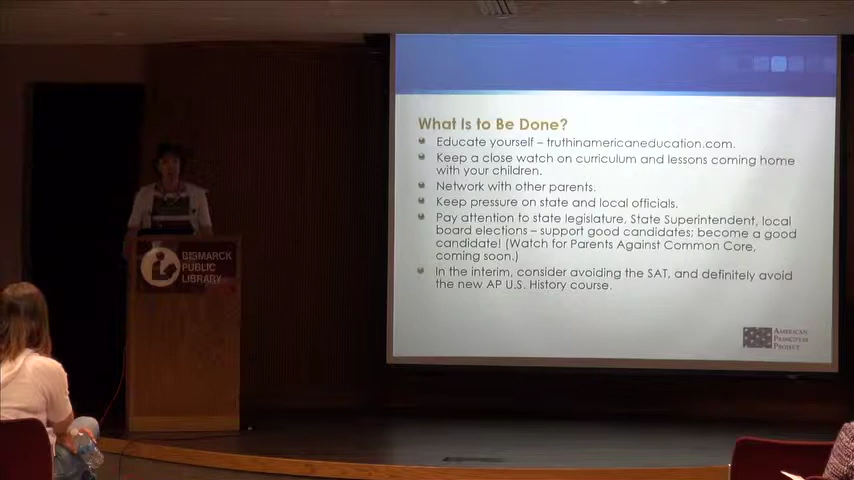 What Is to Be Done?
Educate yourself – truthinamericaneducation.com.
Keep a close watch on curriculum and lessons coming home
with your children.
Network with other parents.
Keep pressure on state and local officials.
Pay attention to state legislature, State Superintendent, local
board elections – support good candidates; become a good
candidate! (Watch for Parents Against Common Core,
coming soon.)
In the interim, consider avoiding the SAT, and definitely avoid
the new AP U.S. History course.
American
Principles
Project
BISMARCK
PUBLIC
LIBRARY